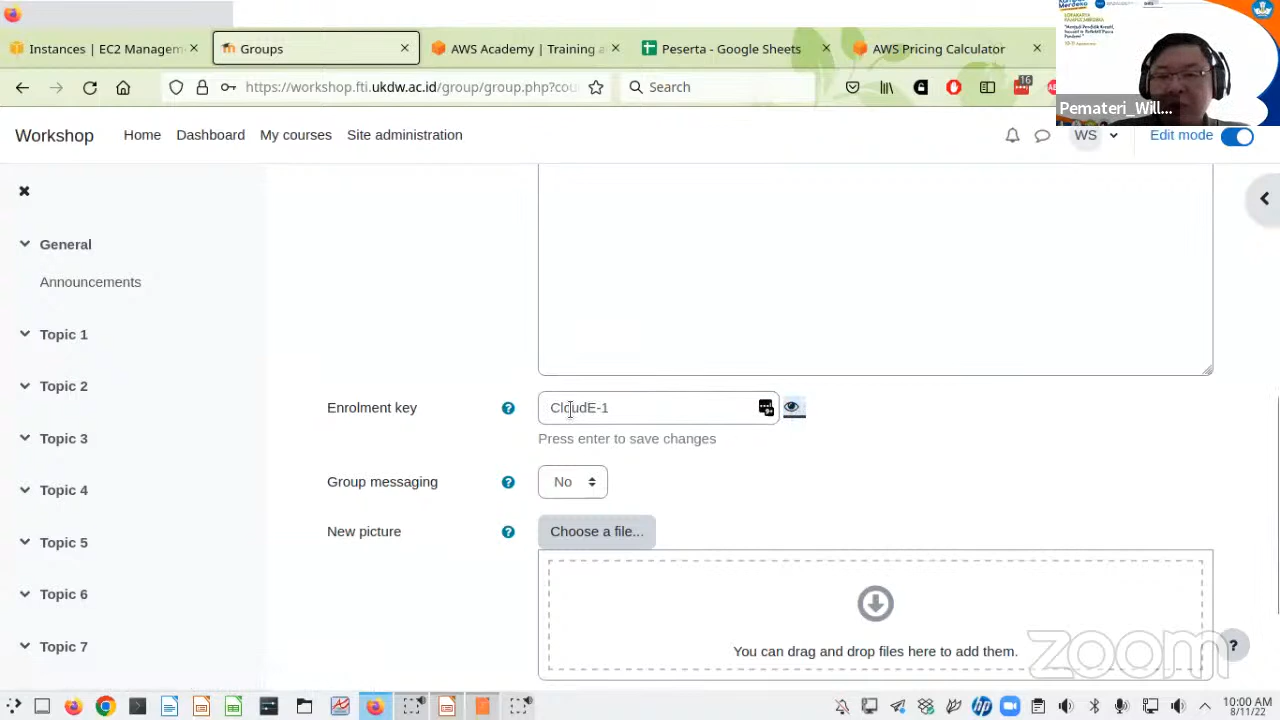 Instances | EC2 Managem
Groups
AWS Academy Learning
a
serta - Google Sheets
AWS Pricing Calculator
https://workshop.fti.ukdw.ac.id/group/group.php?cou
Search
16
Pemateri_Will...
Workshop
Home
Dashboard
My courses
Site administration
WS
Edit mode
General
Announcements
Topic 1
Topic 2
Topic 3
Topic 4
Topic 5
Topic 6
Topic 7
Enrolment key
CloudE-1
Press enter to save changes
Group messaging
No
New picture
Choose a file...
You can drag and drop files here to add them.
zoom
?
10:00 AM
8/11/22